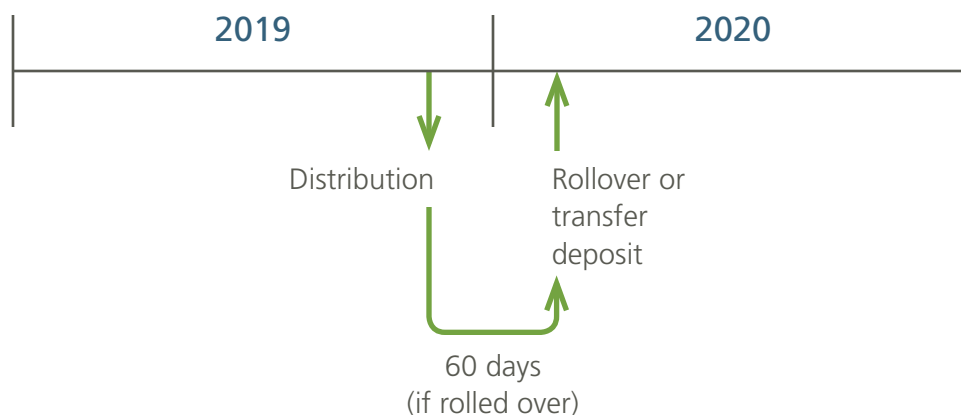 2019
2020
Distribution
Rollover or
transfer
deposit
60 days
(if rolled over)